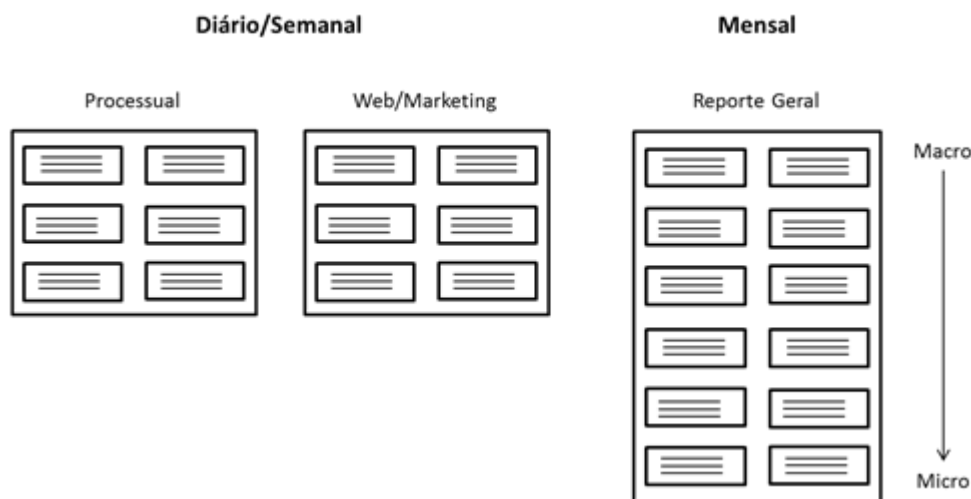 Diário/Semanal
Mensal
Processual
Web/Marketing
Reporte Geral
Macro
Micro